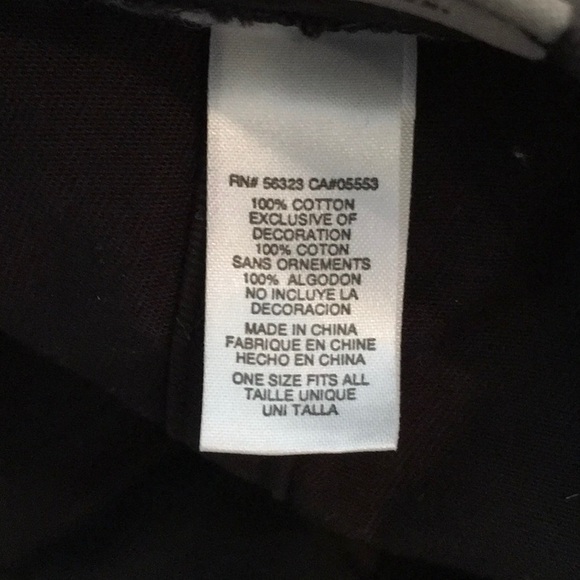 RN# 56323 CA#05553
100% COTTON
EXCLUSIVE OF
DECORATION
100% COTON
SANS ORNEMENTS
100% ALGODON
NO INCLUYE LA
DECORACION
MADE IN CHINA
FABRIQUE EN CHINE
HECHO EN CHINA
ONE SIZE FITS ALL
TAILLE UNIQUE
UNI TALLA